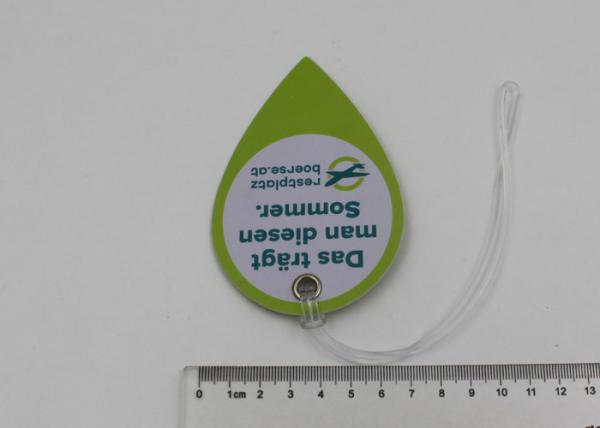 Das trägt
man diesen
Sommer.
restplatz
boerse.at
0 1cm 2 3 4 5 6 7 8 9 10 11 12 13